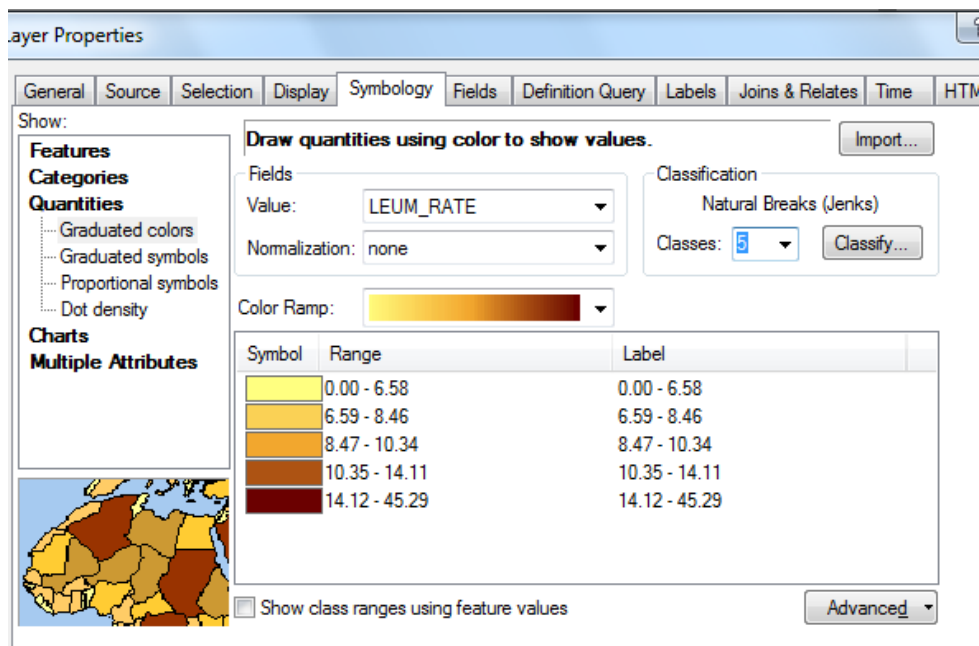 Layer Properties
General Source Selection Display Symbology Fields Definition Query Labels Joins & Relates Time HTM
Show:
Features
Categories
Quantities
Graduated colors
Graduated symbols
Proportional symbols
Dot density
Charts
Multiple Attributes
Draw quantities using color to show values.
Import...
Fields
Value: LEUM_RATE
Normalization: none
Classification
Natural Breaks (Jenks)
Classes: 5 Classify...
Color Ramp:
Symbol Range Label
0.00 - 6.58 0.00 - 6.58
6.59 - 8.46 6.59 - 8.46
8.47 - 10.34 8.47 - 10.34
10.35 - 14.11 10.35 - 14.11
14.12 - 45.29 14.12 - 45.29
Show class ranges using feature values
Advanced